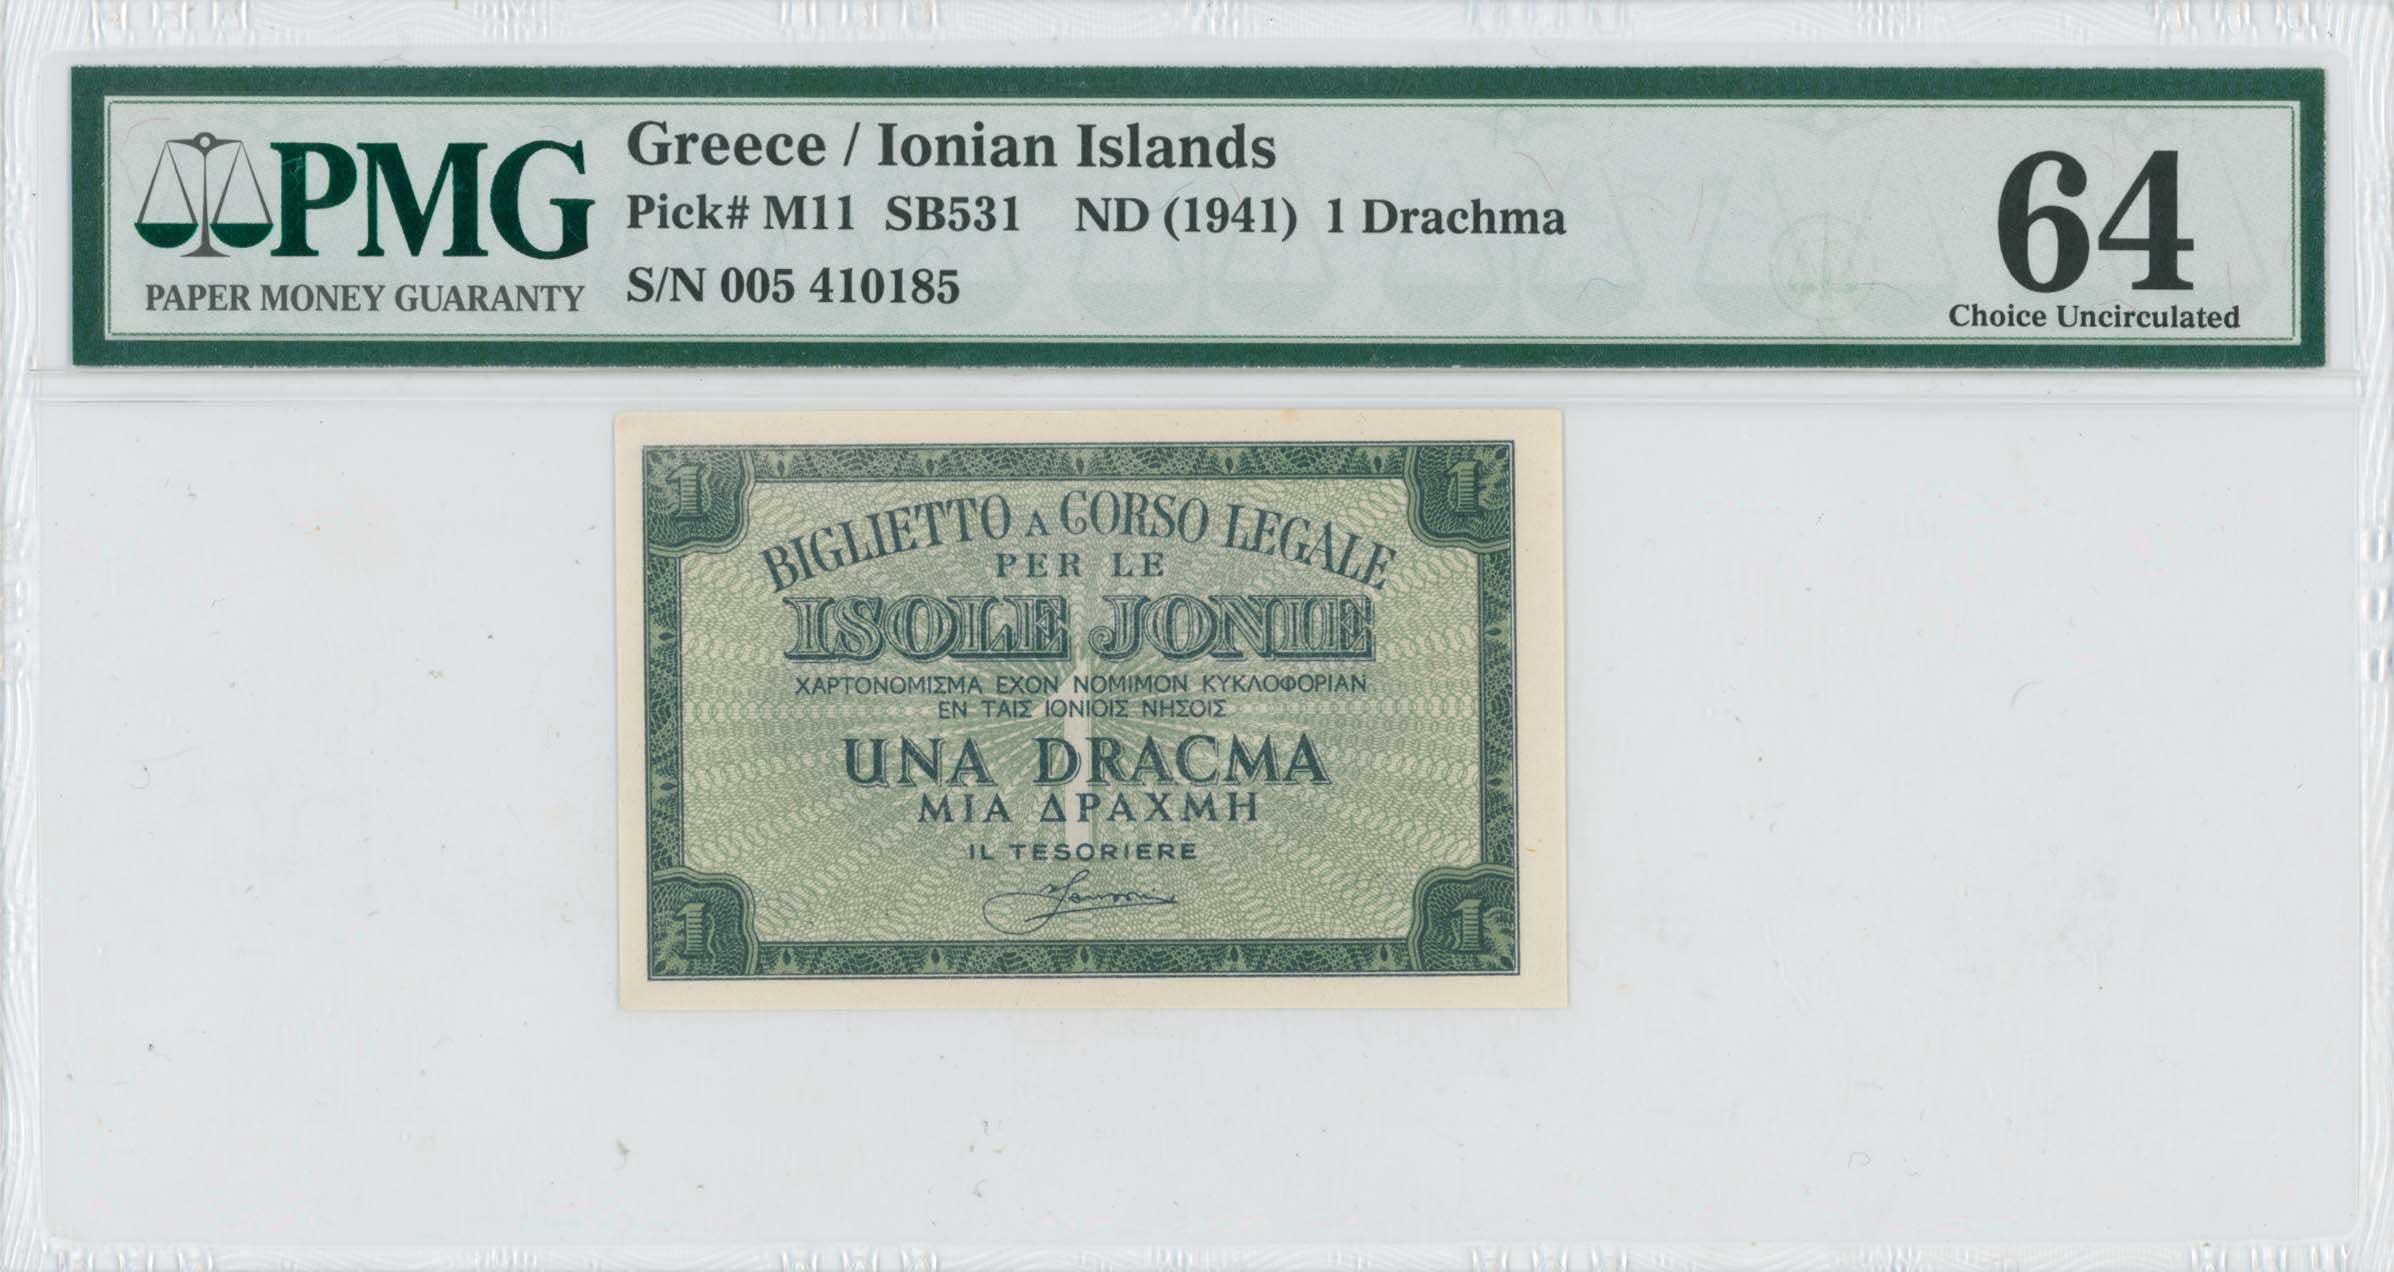 PMG
PAPER MONEY GUARANTY
Greece / Ionian Islands
Pick# M11 SB531 ND (1941) 1 Drachma
S/N 005 410185
64
Choice Uncirculated
1 1
BIGLIETTO A CORSO LEGALE
PER LE
ISOLE JONIE
ΧΑΡΤΟΝΟΜΙΣΜΑ ΕΧΟΝ ΝΟΜΙΜΟΝ ΚΥΚΛΟΦΟΡΙΑΝ
ΕΝ ΤΑΙΣ ΙΟΝΙΟΙΣ ΝΗΣΟΙΣ
UNA DRACMA
ΜΙΑ ΔΡΑΧΜΗ
IL TESORIERE
1 1